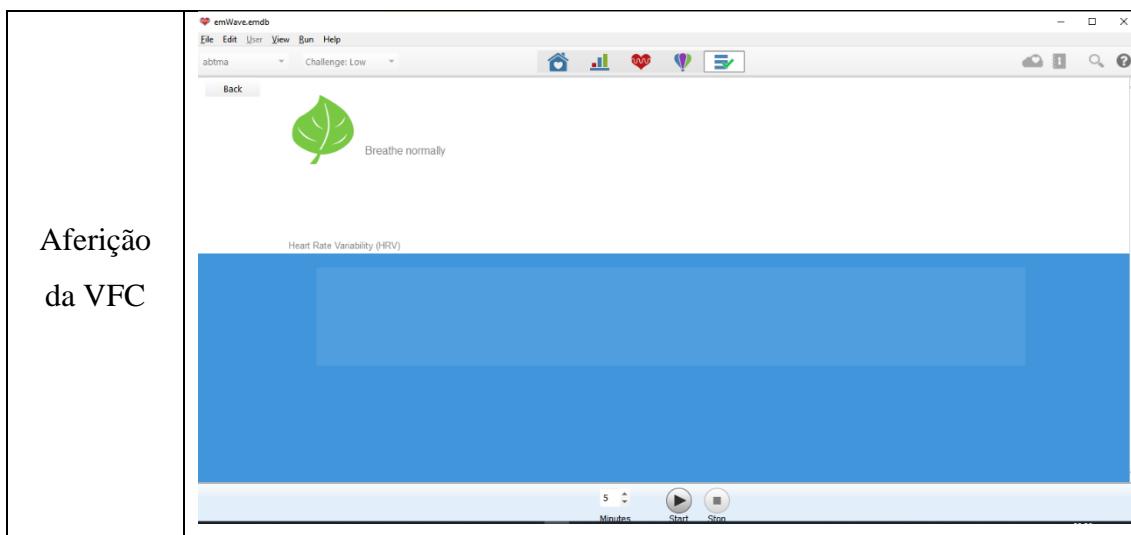 Aferição
da VFC
emWave.emdb
File Edit User View Run Help
abtma Challenge: Low
Back
Breathe normally
Heart Rate Variability (HRV)
5
Minutes Start Stop